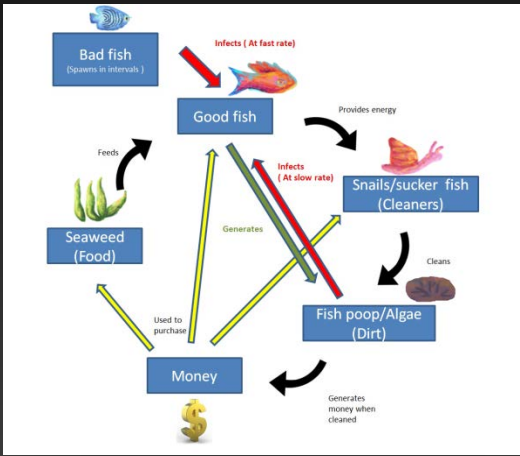 Bad fish
(Spawns in intervals )
Infects ( At fast rate)
Good fish
Provides energy
Feeds
Infects
( At slow rate)
Snails/sucker fish
(Cleaners)
Seaweed
(Food)
Generates
Cleans
Fish poop/Algae
(Dirt)
Used to
purchase
Money
Generates
money when
cleaned
$